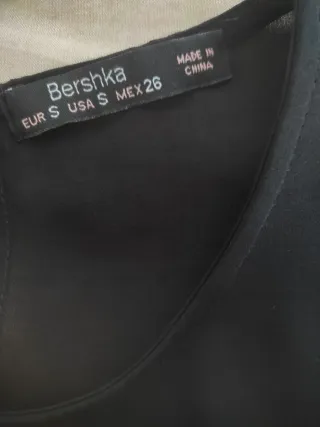 Bershka
EUR S USA S MEX 26
MADE IN
CHINA